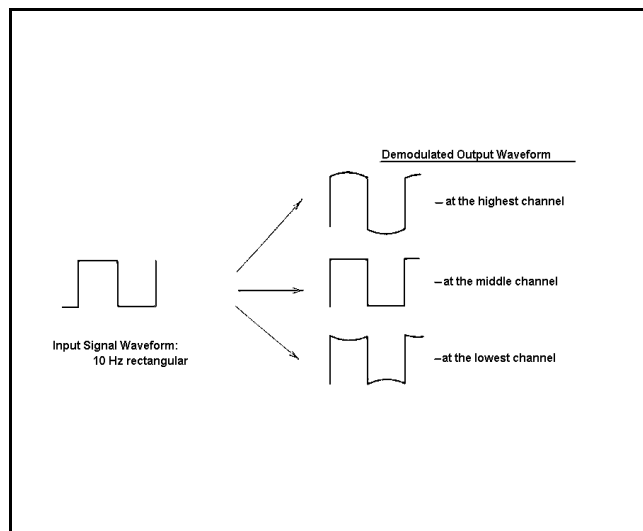 Demodulated Output Waveform
– at the highest channel
– at the middle channel
– at the lowest channel
Input Signal Waveform:
10 Hz rectangular